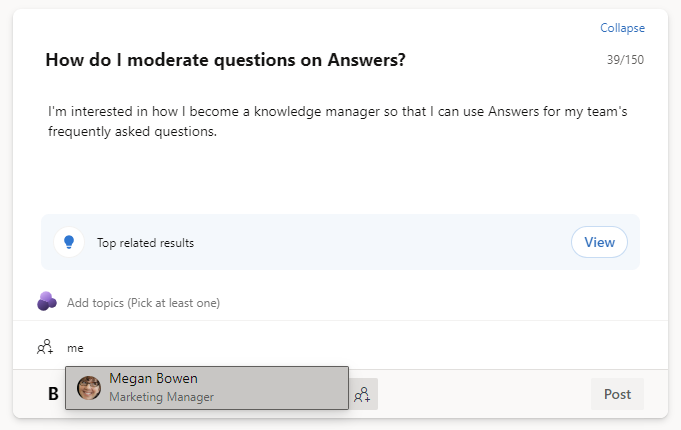 Collapse
How do I moderate questions on Answers?
39/150
I'm interested in how I become a knowledge manager so that I can use Answers for my team's
frequently asked questions.
Top related results
View
Add topics (Pick at least one)
me
Megan Bowen
Marketing Manager
B
Post